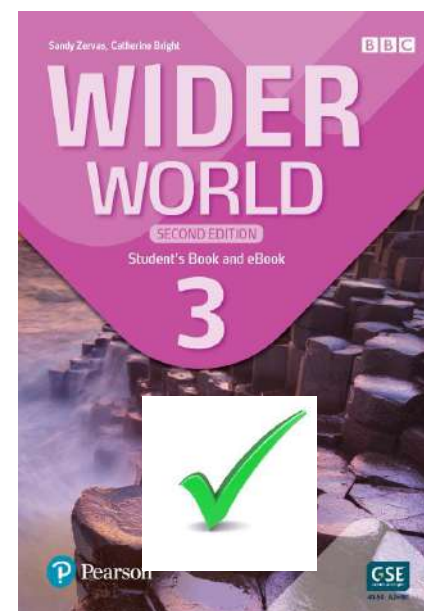 Sandy Zervas, Catherine Bright
BBC
WIDER
WORLD
SECOND EDITION
Student's Book and eBook
3
Pearson
GSE